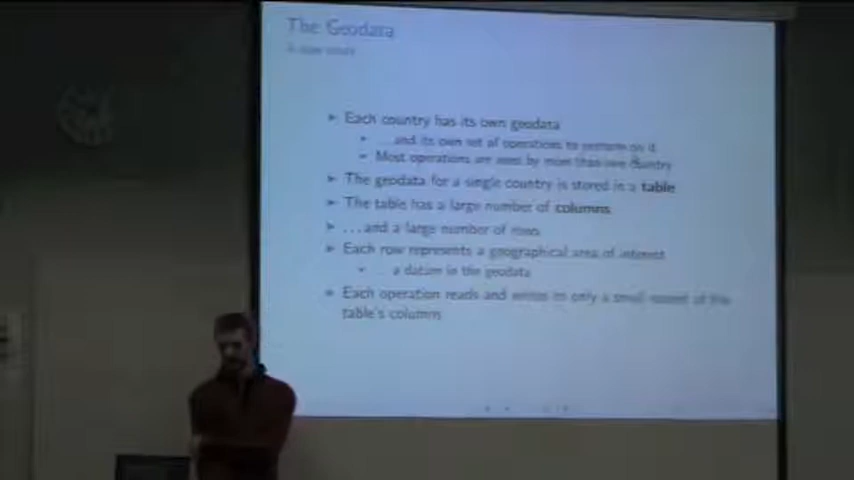 The Geodata
▶ Each country has its own geodata
▶ ...and its own set of operations to perform on it
▶ Most operations are used by more than one country
▶ The geodata for a single country is stored in a table
▶ The table has a large number of columns
▶ ...and a large number of rows
▶ Each row represents a geographical area of interest
▶ ... a datum in the geodata
▶ Each operation reads and writes to only a small subset of the
table's columns